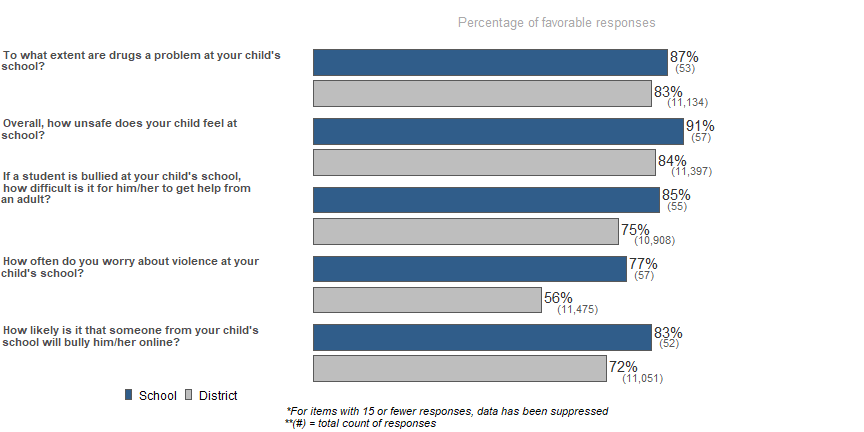 Percentage of favorable responses
To what extent are drugs a problem at your child's
school?
87%
(53)
83%
(11,134)
Overall, how unsafe does your child feel at
school?
91%
(57)
84%
(11,397)
If a student is bullied at your child's school,
how difficult is it for him/her to get help from
an adult?
85%
(55)
75%
(10,908)
How often do you worry about violence at your
child's school?
77%
(57)
56%
(11,475)
How likely is it that someone from your child's
school will bully him/her online?
83%
(52)
72%
(11,051)
School District
*For items with 15 or fewer responses, data has been suppressed
**(#) = total count of responses